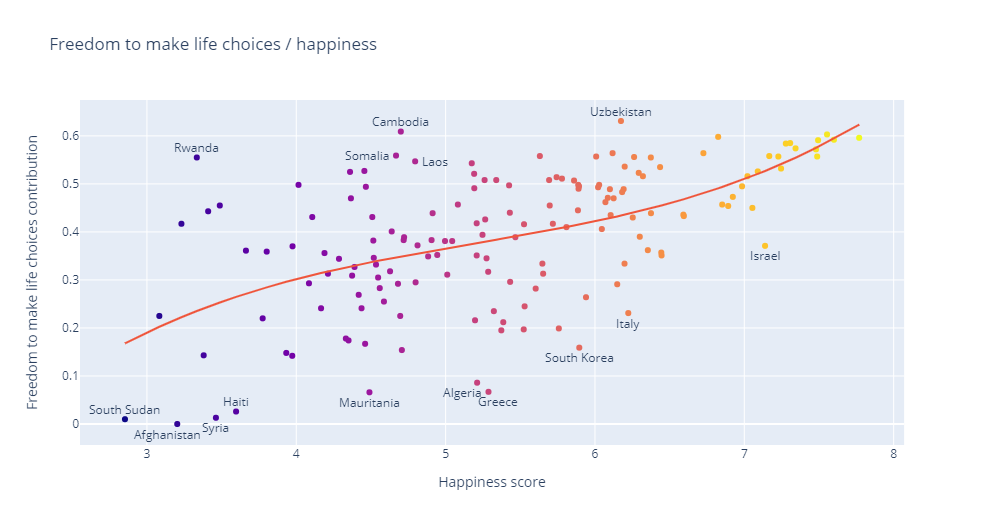 Freedom to make life choices / happiness
Freedom to make life choices contribution
0.6
0.5
0.4
0.3
0.2
0.1
0
Uzbekistan
Cambodia
Rwanda
Somalia
Laos
Israel
Italy
South Korea
Algeria
Greece
Mauritania
Haiti
South Sudan
Syria
Afghanistan
3
4
5
6
7
8
Happiness score